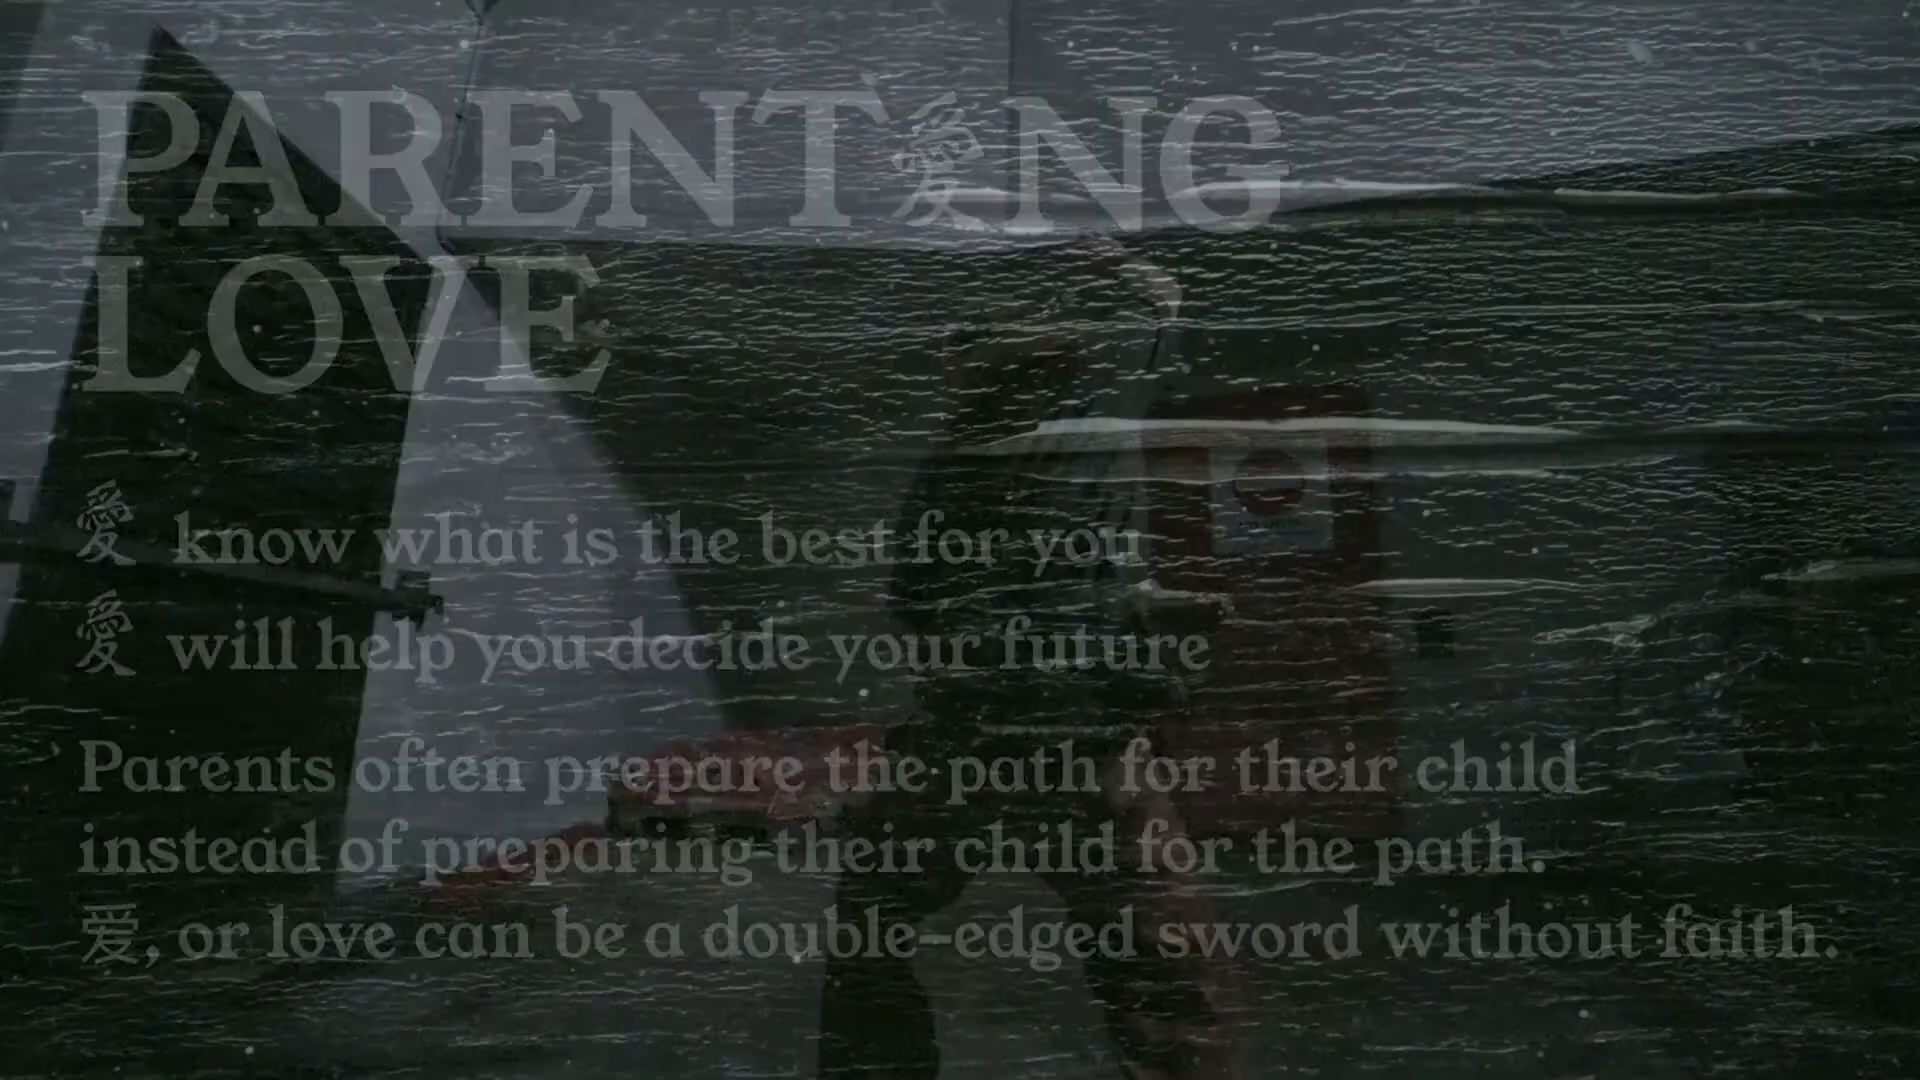 PARENT愛NG
LOVE
愛 know what is the best for you
愛 will help you decide your future
Parents often prepare the path for their child
instead of preparing their child for the path.
爱, or love can be a double-edged sword without faith.